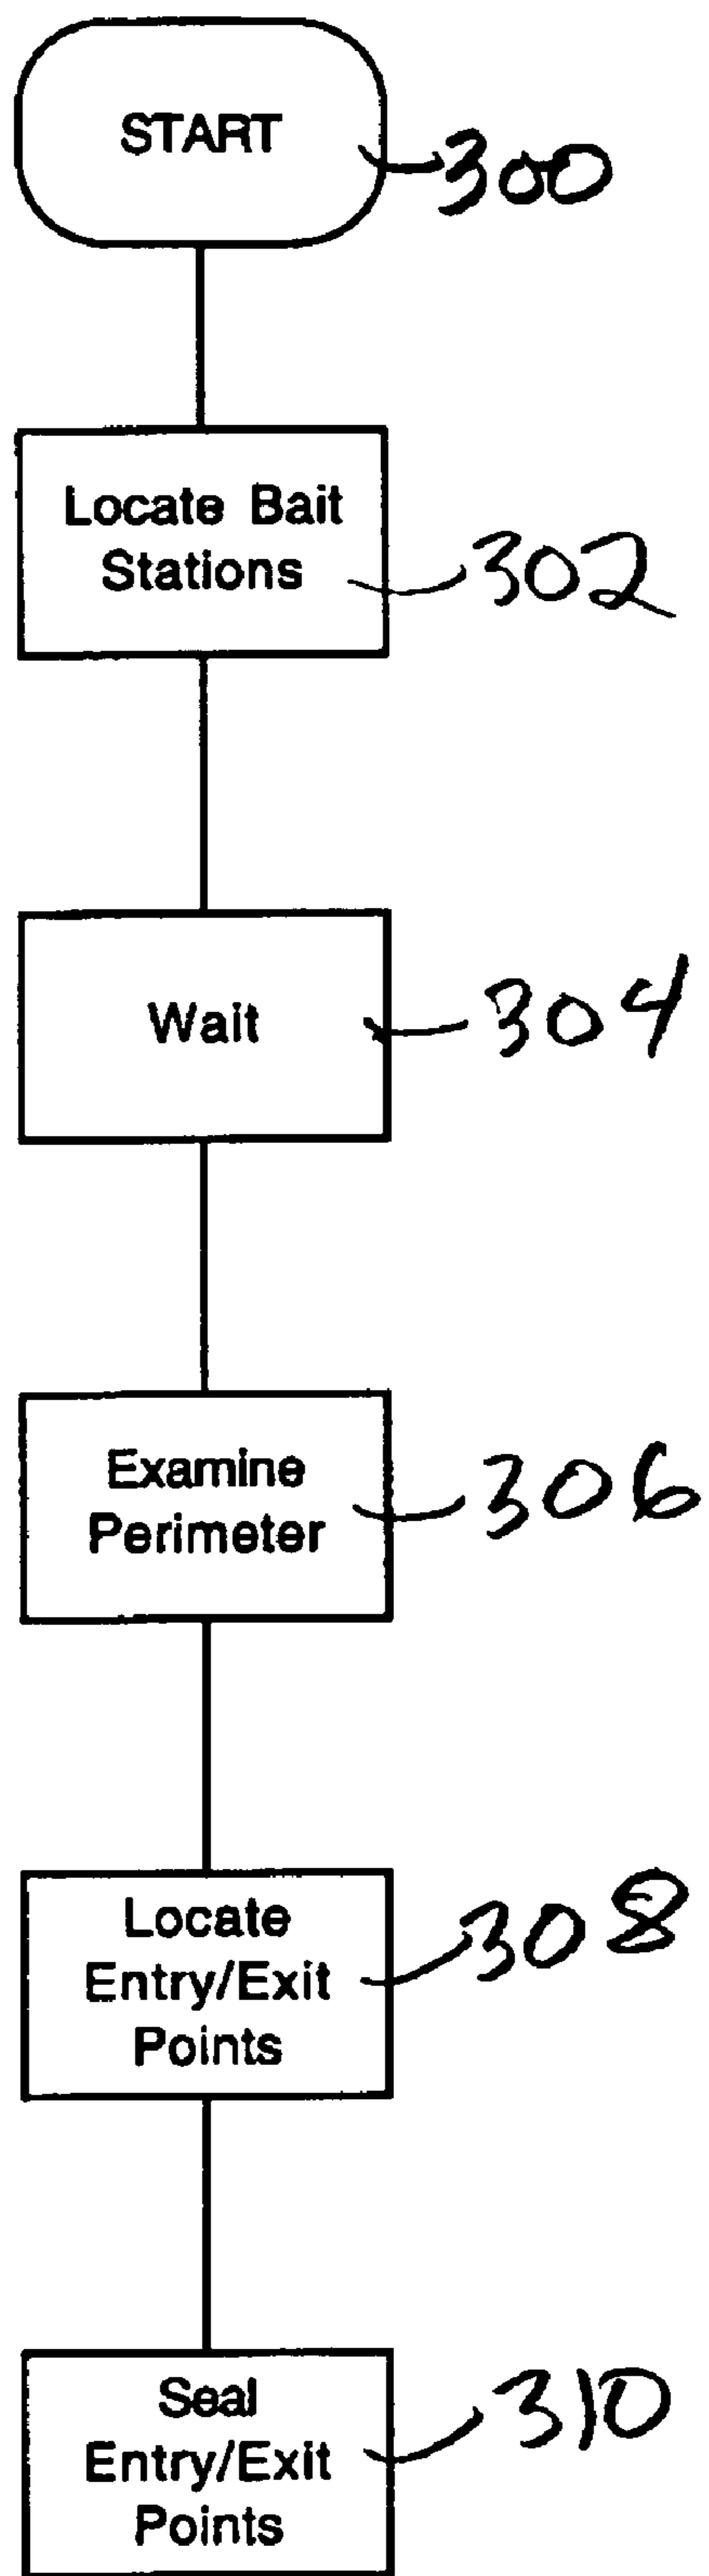 START
300
Locate Bait
Stations
302
Wait
304
Examine
Perimeter
306
Locate
Entry/Exit
Points
308
Seal
Entry/Exit
Points
310